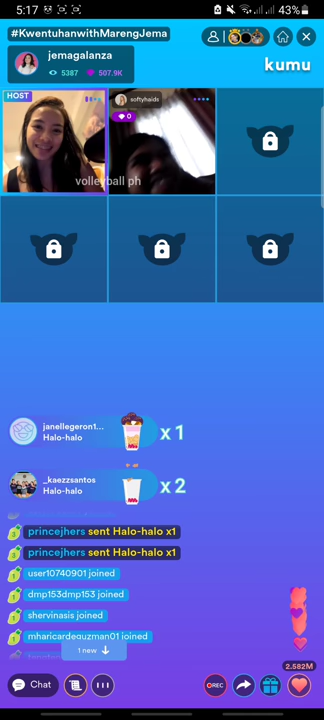 5:17
43%
#KwentuhanwithMarengJema
jemagalanza
5387 507.9K
kumu
HOST
softyheids
0
volleyball ph
janellegeron1...
Halo-halo
x 1
_kaezzsantos
Halo-halo
x 2
princejhers sent Halo-halo x1
princejhers sent Halo-halo x1
user10740901 joined
dmp153dmp153 joined
shervinasis joined
mharicardeguzman01 joined
1 new
2.582M
Chat
REC